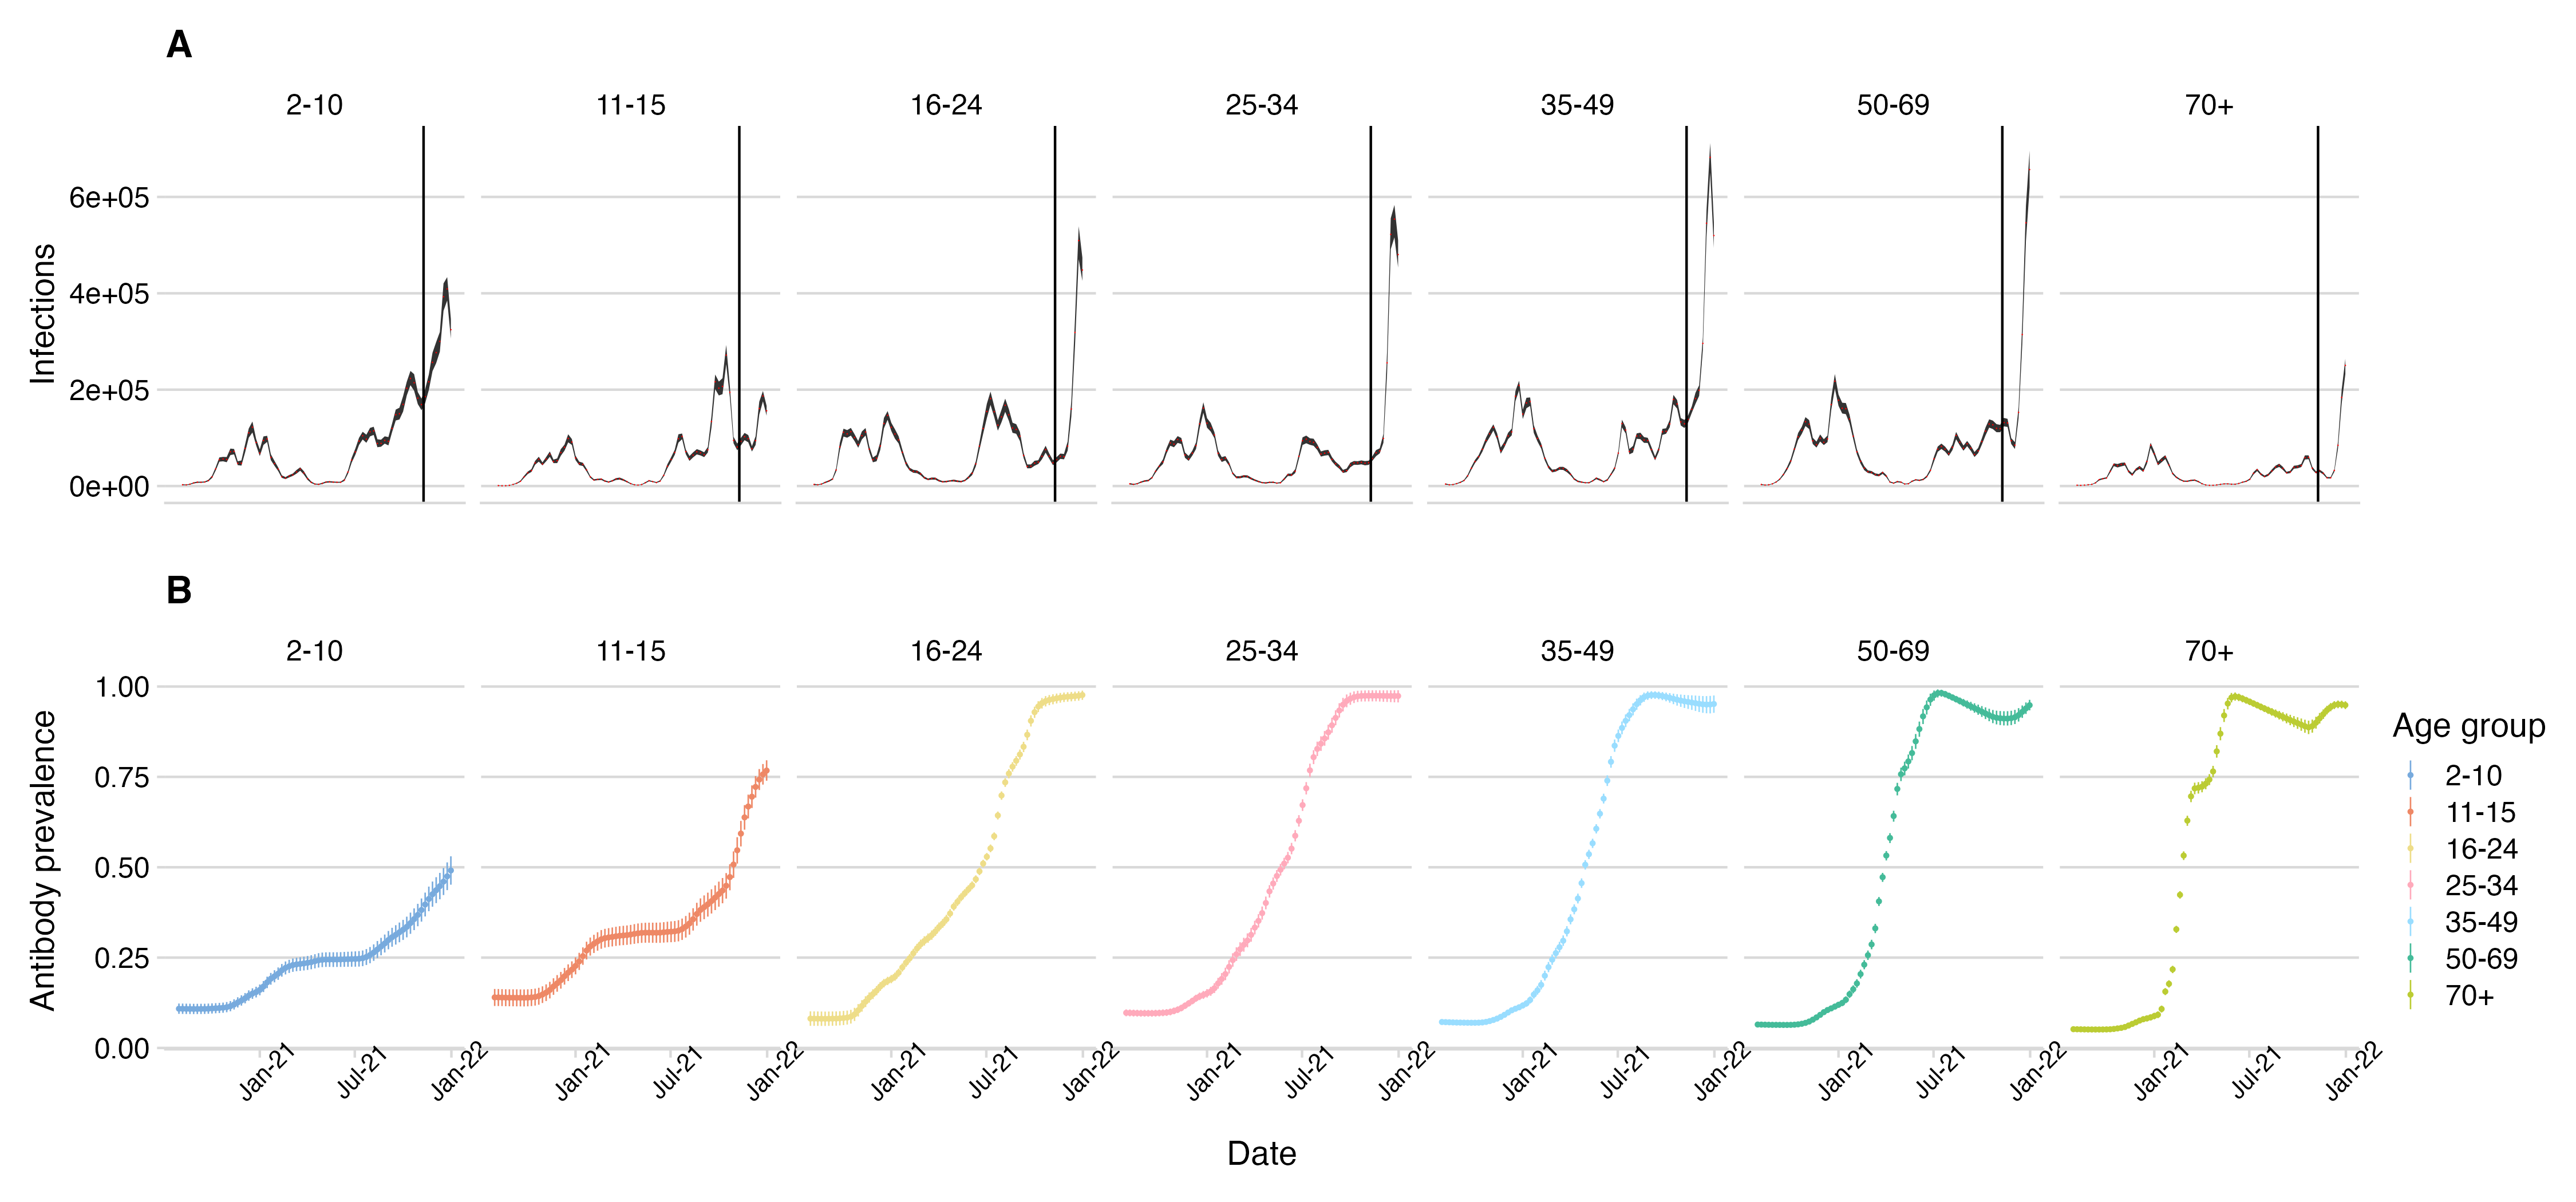 A
2-10 11-15 16-24 25-34 35-49 50-69 70+
Infections
6e+05
4e+05
2e+05
0e+00
B
2-10 11-15 16-24 25-34 35-49 50-69 70+
Antibody prevalence
1.00
0.75
0.50
0.25
0.00
Jan-21 Jul-21 Jan-22 Jan-21 Jul-21 Jan-22 Jan-21 Jul-21 Jan-22 Jan-21 Jul-21 Jan-22 Jan-21 Jul-21 Jan-22 Jan-21 Jul-21 Jan-22 Jan-21 Jul-21 Jan-22
Date
Age group
2-10
11-15
16-24
25-34
35-49
50-69
70+